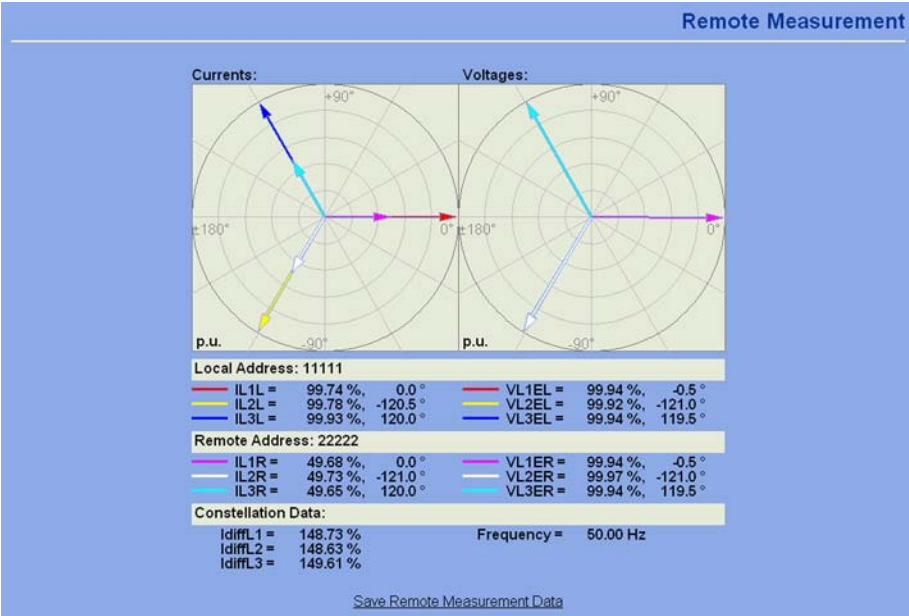 Remote Measurement
Currents: Voltages:
+90° +90°
±180° 0° ±180° 0°
-90° -90°
p.u. p.u.
Local Address: 11111
IL1L = 99.74 %, 0.0 ° VL1EL = 99.94 %, -0.5 °
IL2L = 99.78 %, -120.5 ° VL2EL = 99.92 %, -121.0 °
IL3L = 99.93 %, 120.0 ° VL3EL = 99.94 %, 119.5 °
Remote Address: 22222
IL1R = 49.68 %, 0.0 ° VL1ER = 99.94 %, -0.5 °
IL2R = 49.73 %, -121.0 ° VL2ER = 99.97 %, -121.0 °
IL3R = 49.65 %, 120.0 ° VL3ER = 99.94 %, 119.5 °
Constellation Data:
IdiffL1 = 148.73 % Frequency = 50.00 Hz
IdiffL2 = 148.63 %
IdiffL3 = 149.61 %
Save Remote Measurement Data